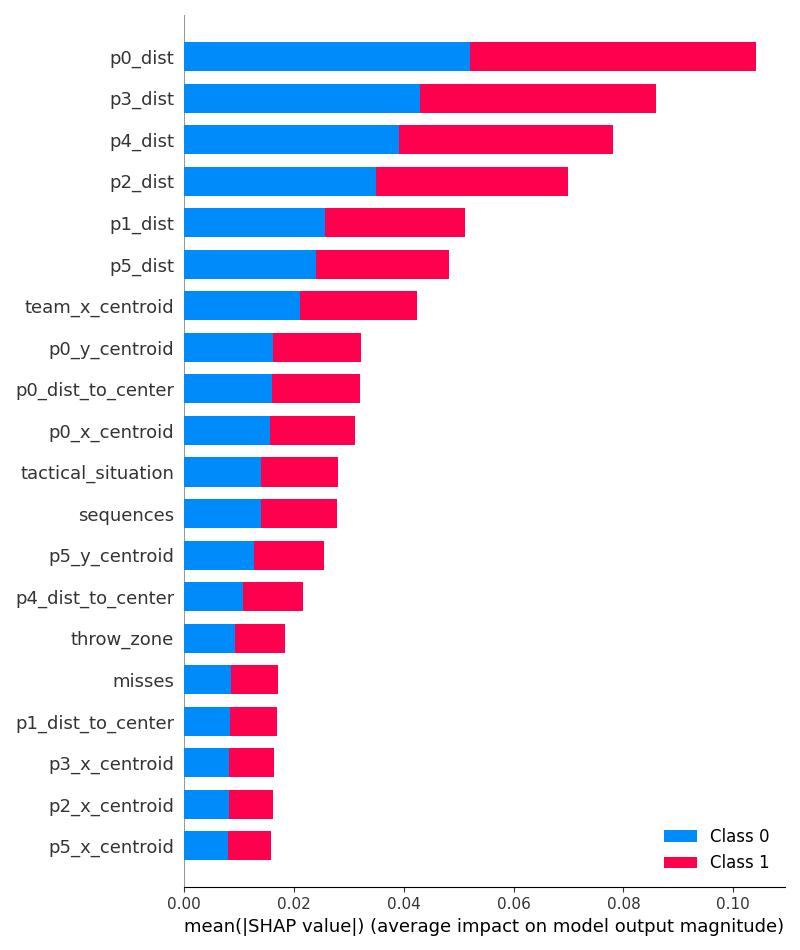 p0_dist
p3_dist
p4_dist
p2_dist
p1_dist
p5_dist
team_x_centroid
p0_y_centroid
p0_dist_to_center
p0_x_centroid
tactical_situation
sequences
p5_y_centroid
p4_dist_to_center
throw_zone
misses
p1_dist_to_center
p3_x_centroid
p2_x_centroid
p5_x_centroid
Class 0
Class 1
0.00 0.02 0.04 0.06 0.08 0.10
mean(|SHAP value|) (average impact on model output magnitude)